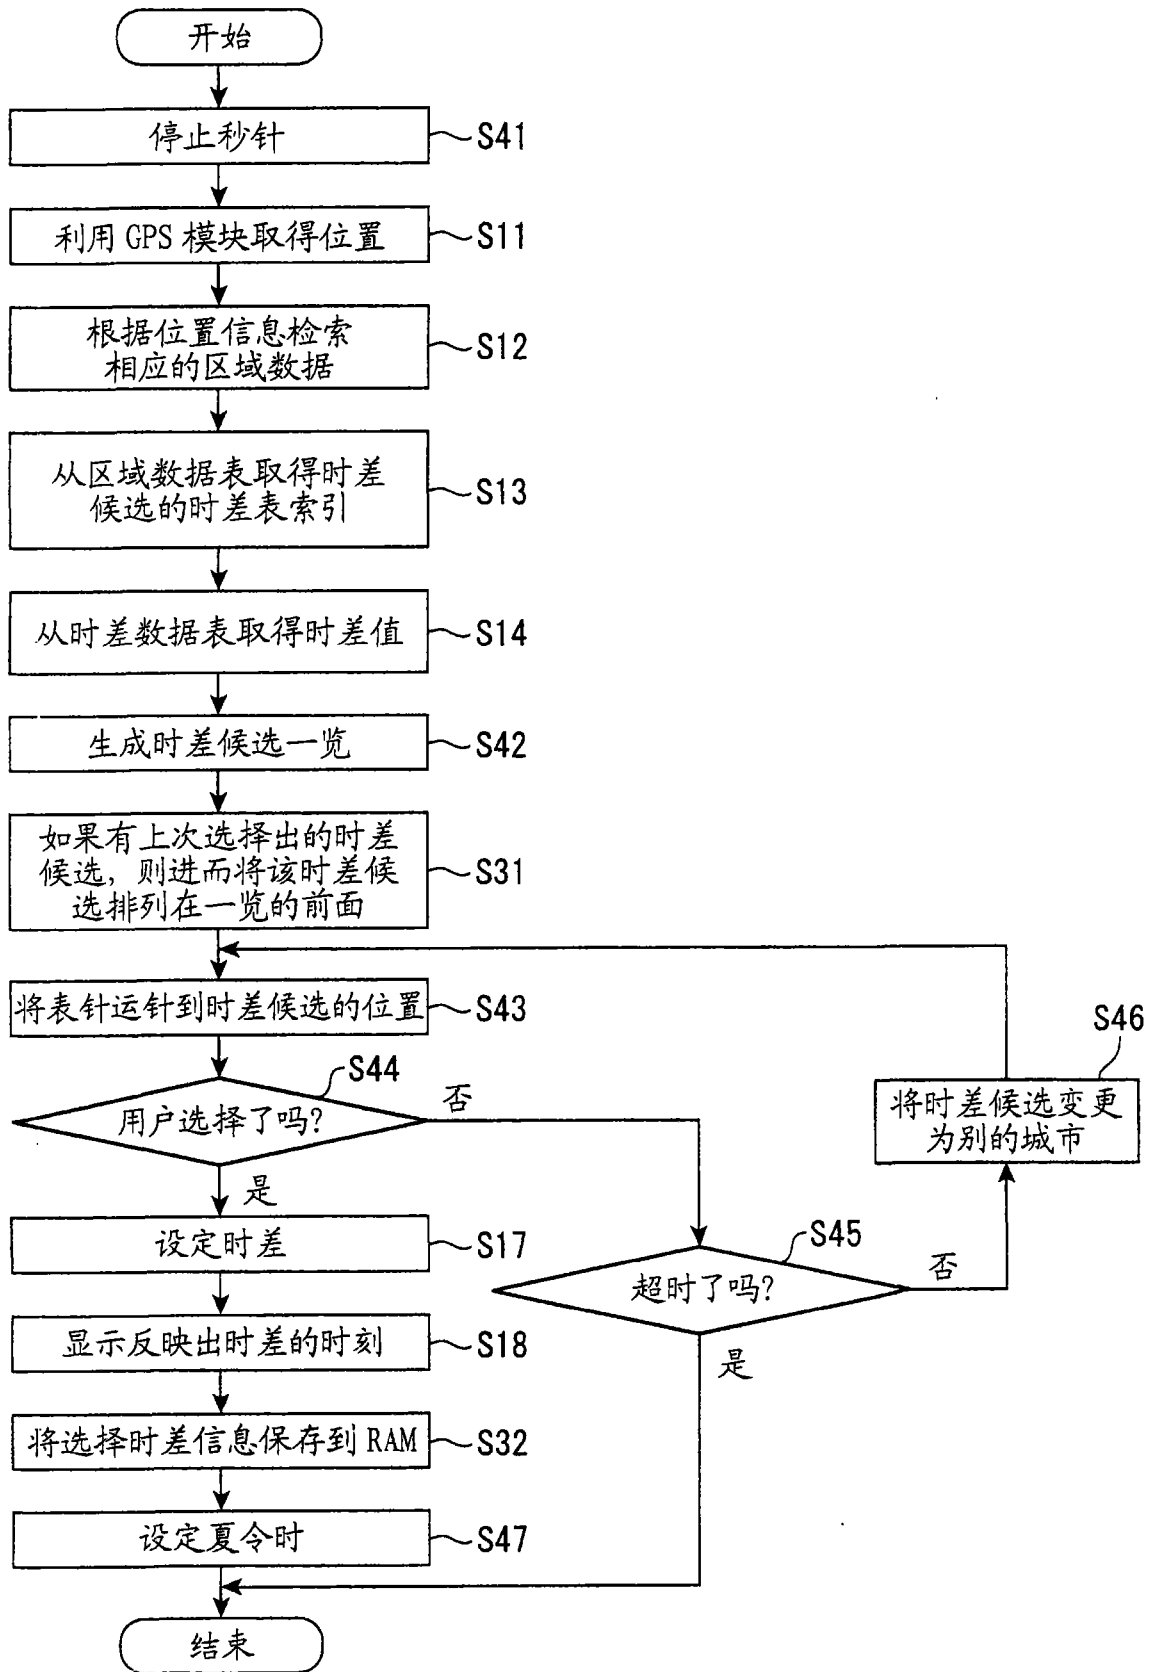 开始
停止秒针
S41
利用 GPS 模块取得位置
S11
根据位置信息检索
相应的区域数据
S12
从区域数据表取得时差
候选的时差表索引
S13
从时差数据表取得时差值
S14
生成时差候选一览
S42
如果有上次选择出的时差
候选，则进而将该时差候
选排列在一览的前面
S31
将表针运针到时差候选的位置
S43
S44
用户选择了吗?
否
是
S46
将时差候选变更
为别的城市
S45
超时了吗?
否
是
设定时差
S17
显示反映出时差的时刻
S18
将选择时差信息保存到 RAM
S32
设定夏令时
S47
结束